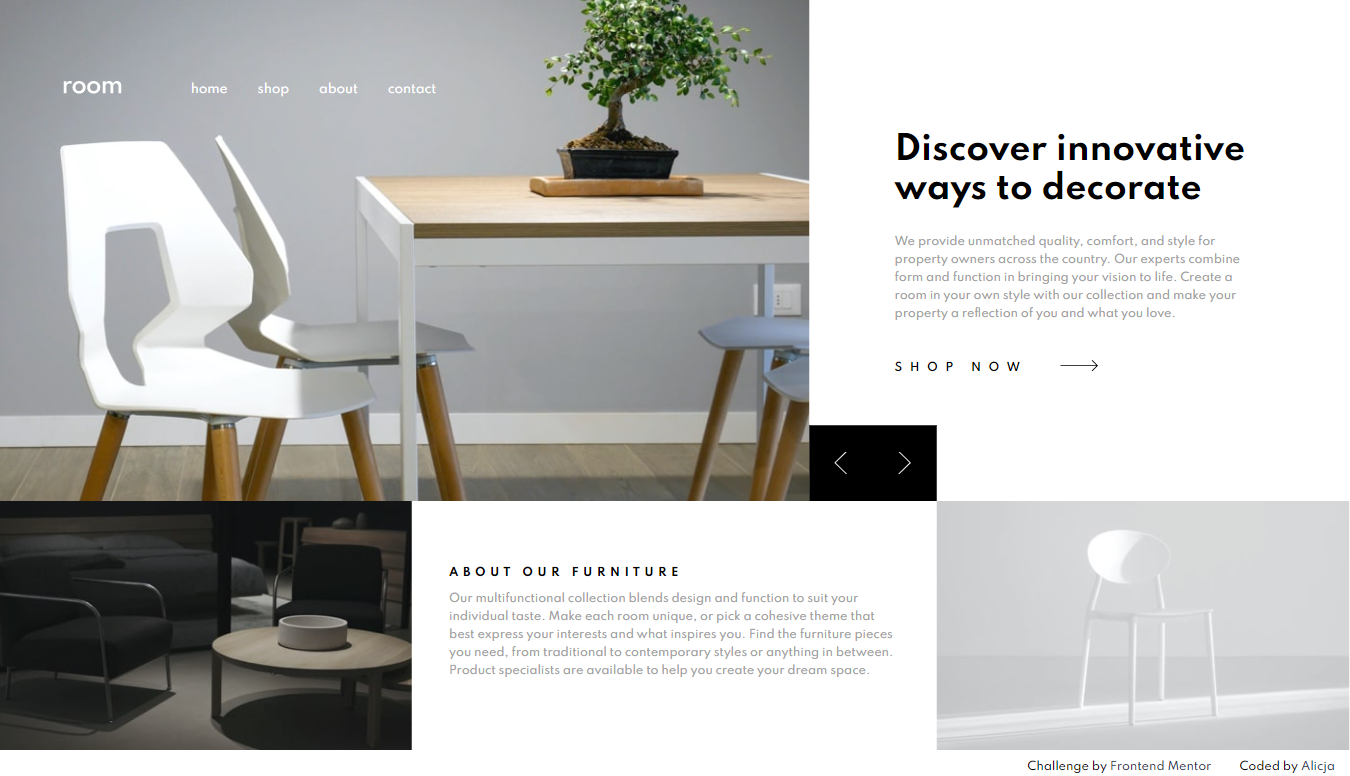 room
home shop about contact
Discover innovative
ways to decorate
We provide unmatched quality, comfort, and style for
property owners across the country. Our experts combine
form and function in bringing your vision to life. Create a
room in your own style with our collection and make your
property a reflection of you and what you love.
SHOP NOW
ABOUT OUR FURNITURE
Our multifunctional collection blends design and function to suit your
individual taste. Make each room unique, or pick a cohesive theme that
best express your interests and what inspires you. Find the furniture pieces
you need, from traditional to contemporary styles or anything in between.
Product specialists are available to help you create your dream space.
Challenge by Frontend Mentor Coded by Alicja